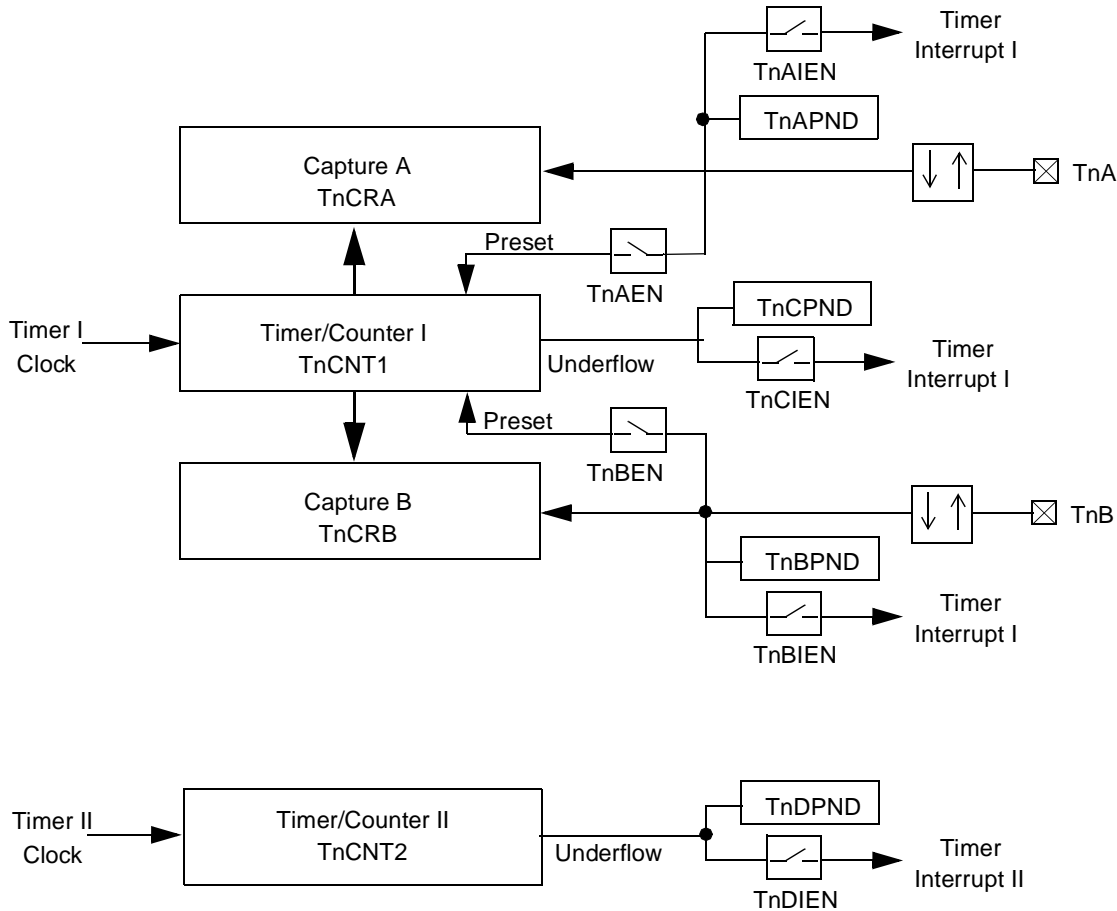 Timer
Interrupt I
TnAIEN
TnAPND
Capture A
TnCRA
TnA
Preset
TnAEN
TnCPND
Timer I
Clock
Timer/Counter I
TnCNT1
Underflow
Timer
Interrupt I
TnCIEN
Preset
TnBEN
Capture B
TnCRB
TnB
TnBPND
Timer
Interrupt I
TnBIEN
TnDPND
Timer II
Clock
Timer/Counter II
TnCNT2
Underflow
Timer
Interrupt II
TnDIEN